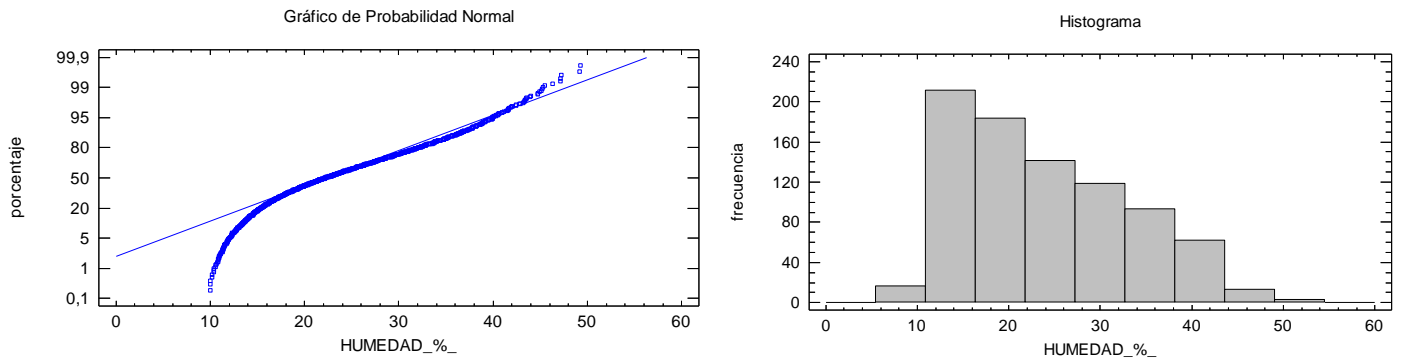 Gráfico de Probabilidad Normal
porcentaje
99,9
99
95
80
50
20
5
1
0,1
0 10 20 30 40 50 60
HUMEDAD_%_
Histograma
frecuencia
240
200
160
120
80
40
0
0 10 20 30 40 50 60
HUMEDAD_%_